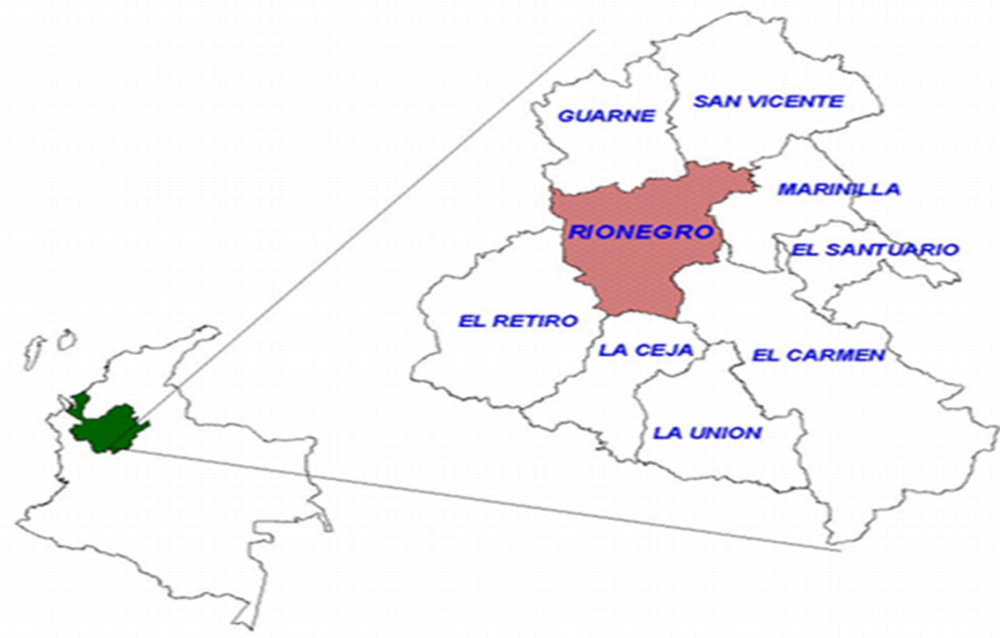 SAN VICENTE
GUARNE
MARINILLA
RIONEGRO
EL SANTUARIO
EL RETIRO
LA CEJA
EL CARMEN
LA UNION